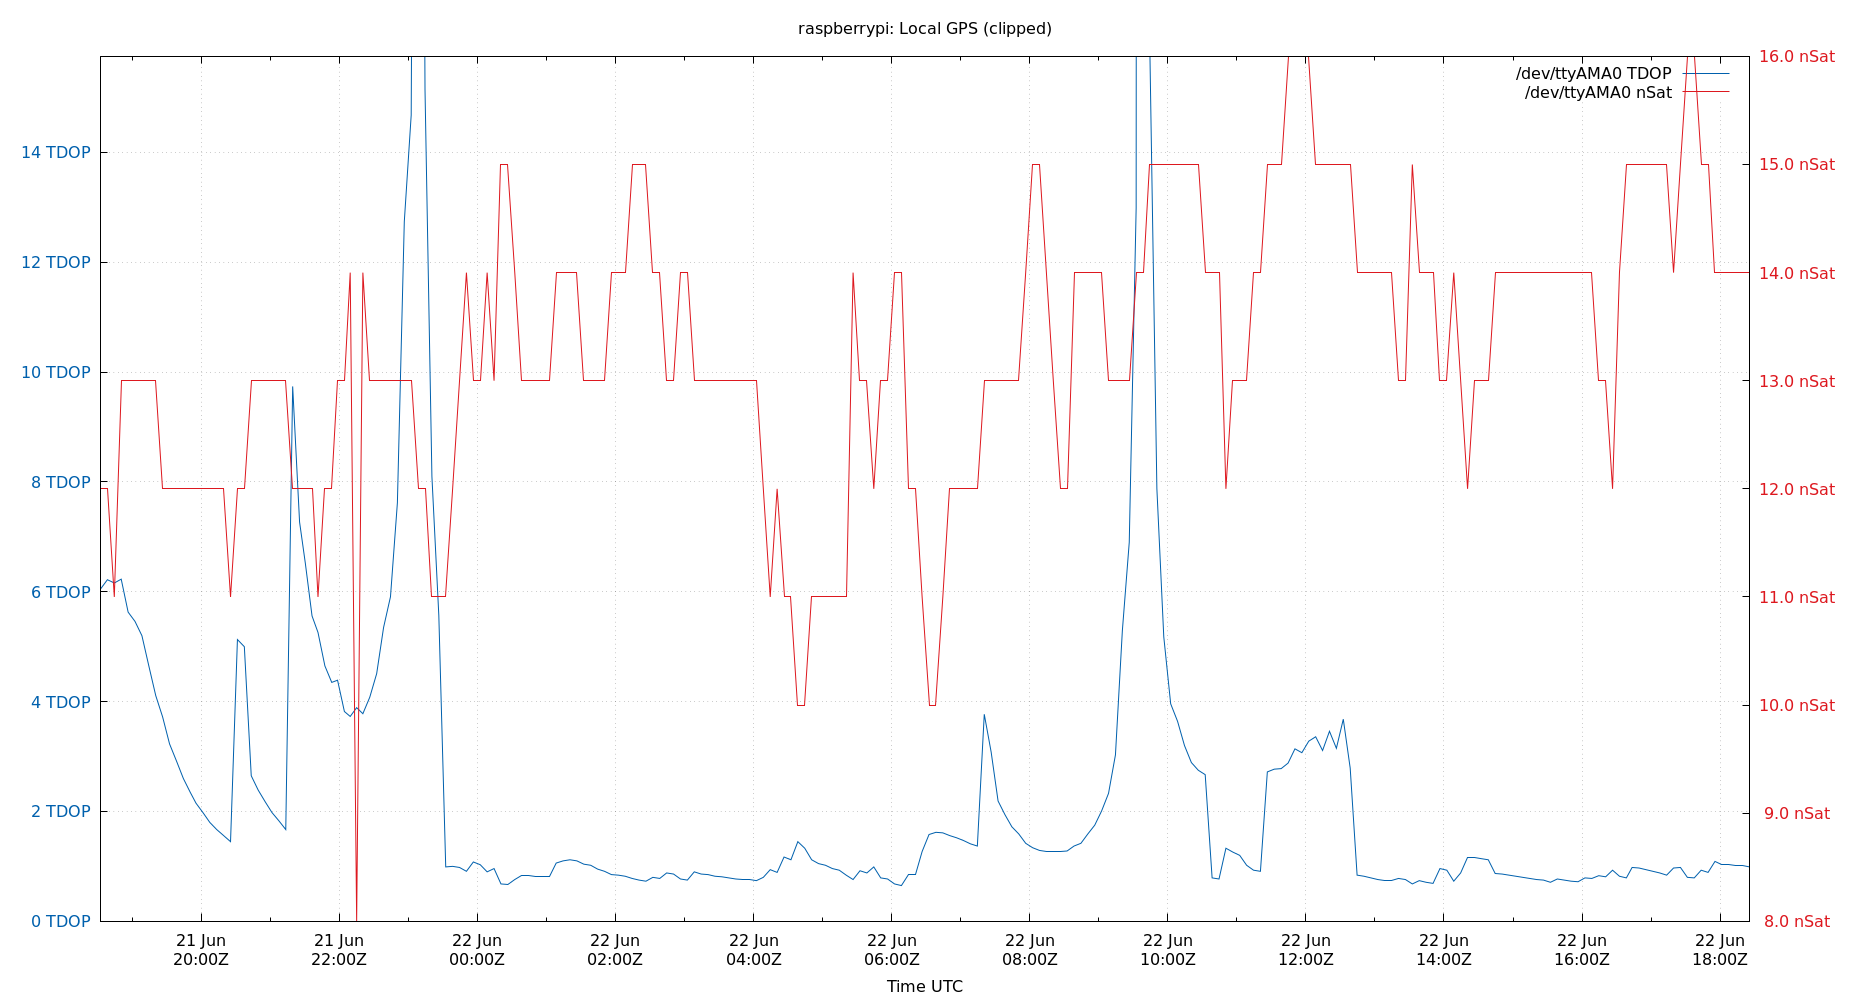 raspberrypi: Local GPS (clipped)
/dev/ttyAMA0 TDOP
/dev/ttyAMA0 nSat
14 TDOP
12 TDOP
10 TDOP
8 TDOP
6 TDOP
4 TDOP
2 TDOP
0 TDOP
16.0 nSat
15.0 nSat
14.0 nSat
13.0 nSat
12.0 nSat
11.0 nSat
10.0 nSat
9.0 nSat
8.0 nSat
21 Jun 21 Jun 22 Jun 22 Jun 22 Jun 22 Jun 22 Jun 22 Jun 22 Jun 22 Jun 22 Jun 22 Jun
20:00Z 22:00Z 00:00Z 02:00Z 04:00Z 06:00Z 08:00Z 10:00Z 12:00Z 14:00Z 16:00Z 18:00Z
Time UTC